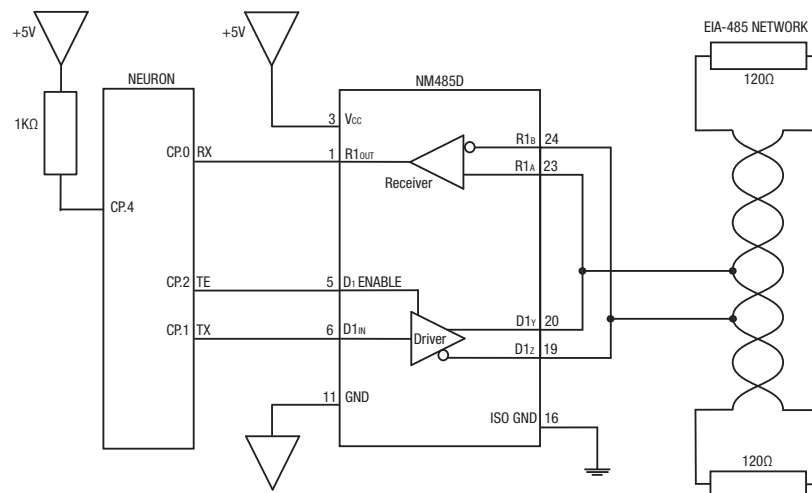 EIA-485 NETWORK
+5V
+5V
120Ω
NEURON
NM485D
1KΩ
3 VCC
R1B 24
CP.0 RX
1 R1OUT
R1A 23
Receiver
CP.4
CP.2 TE
5 D1 ENABLE
CP.1 TX
6 D1IN
Driver
D1Y 20
D1Z 19
11 GND
ISO GND 16
120Ω